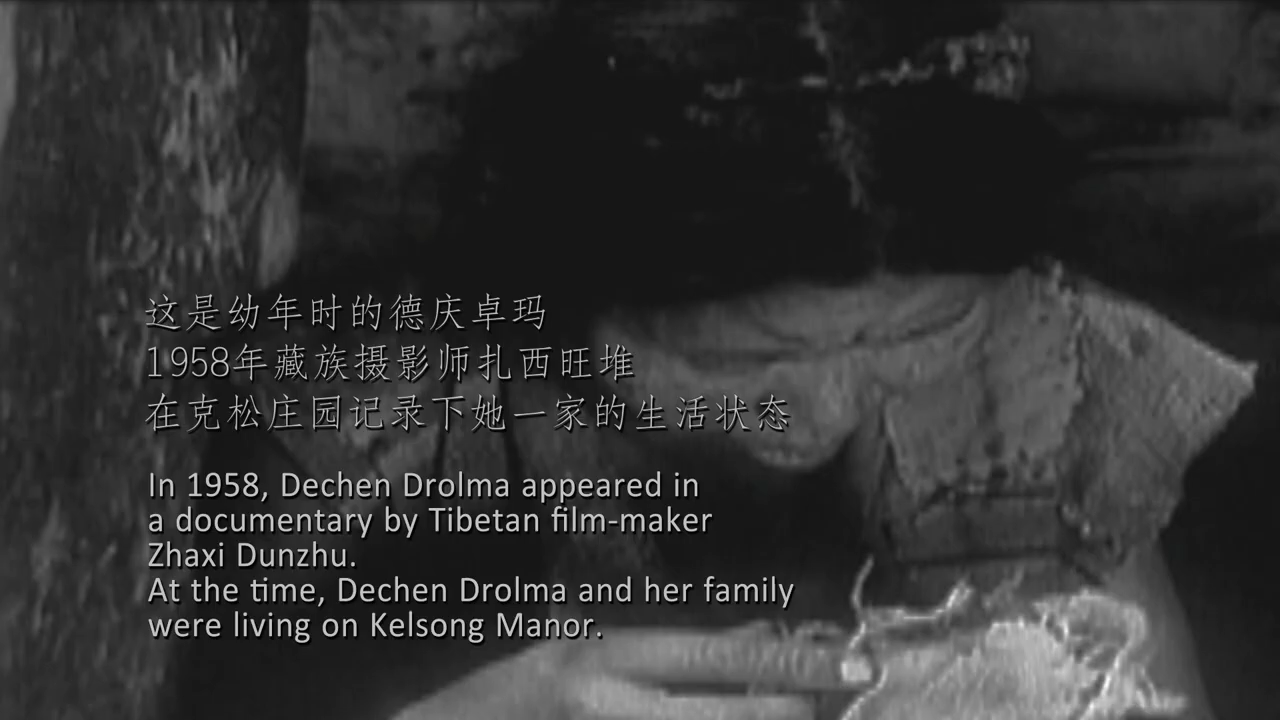 这是幼年时的德庆卓玛
1958年藏族摄影师扎西旺堆
在克松庄园记录下她一家的生活状态
In 1958, Dechen Drolma appeared in
a documentary by Tibetan film-maker
Zhaxi Dunzhu.
At the time, Dechen Drolma and her family
were living on Kelsong Manor.